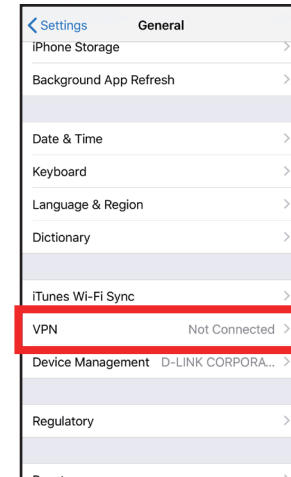 Settings General
iPhone Storage
Background App Refresh
Date & Time
Keyboard
Language & Region
Dictionary
iTunes Wi-Fi Sync
VPN Not Connected
Device Management D-LINK CORPORA...
Regulatory